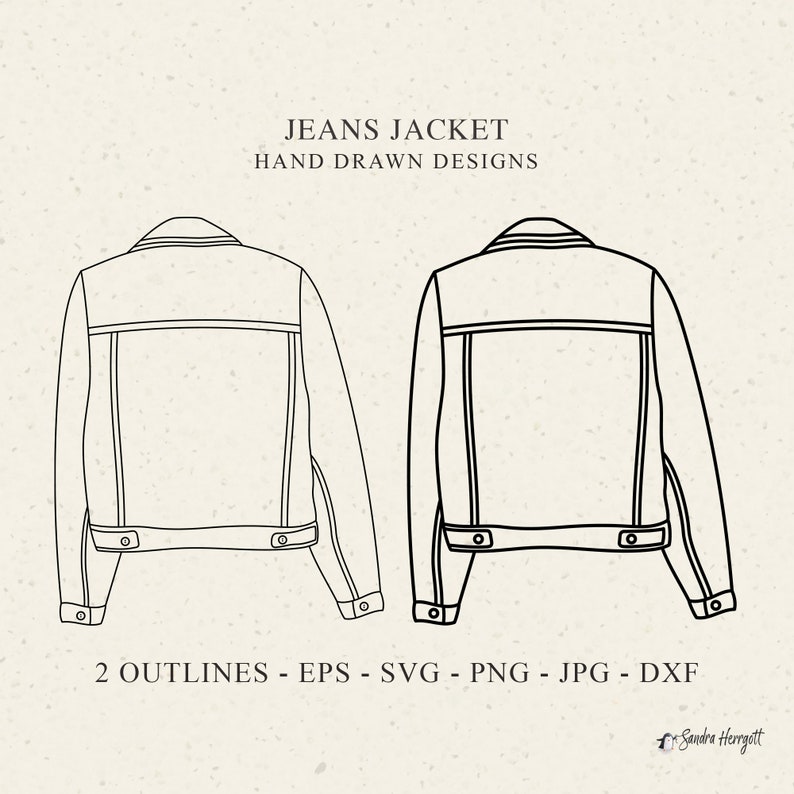 JEANS JACKET
HAND DRAWN DESIGNS
2 OUTLINES - EPS - SVG - PNG - JPG - DXF
Sandra Herrgott